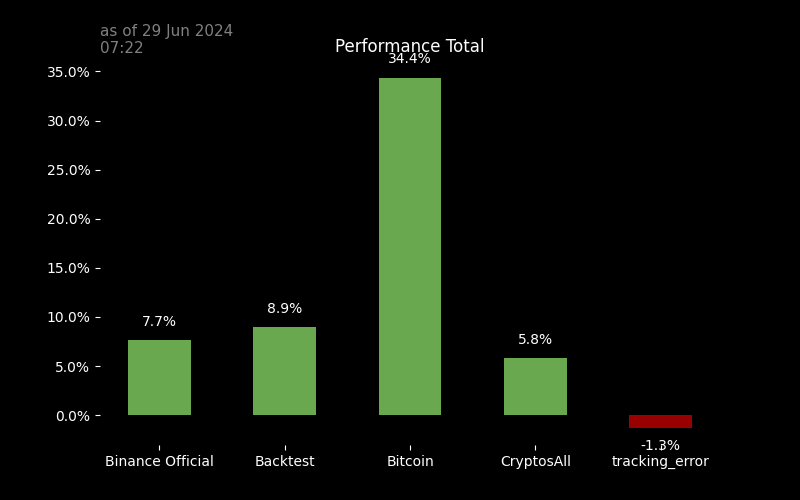 as of 29 Jun 2024
07:22
Performance Total
34.4%
35.0%
30.0%
25.0%
20.0%
15.0%
10.0%
5.0%
0.0%
7.7%
8.9%
5.8%
-1.3%
Binance Official
Backtest
Bitcoin
CryptosAll
tracking_error